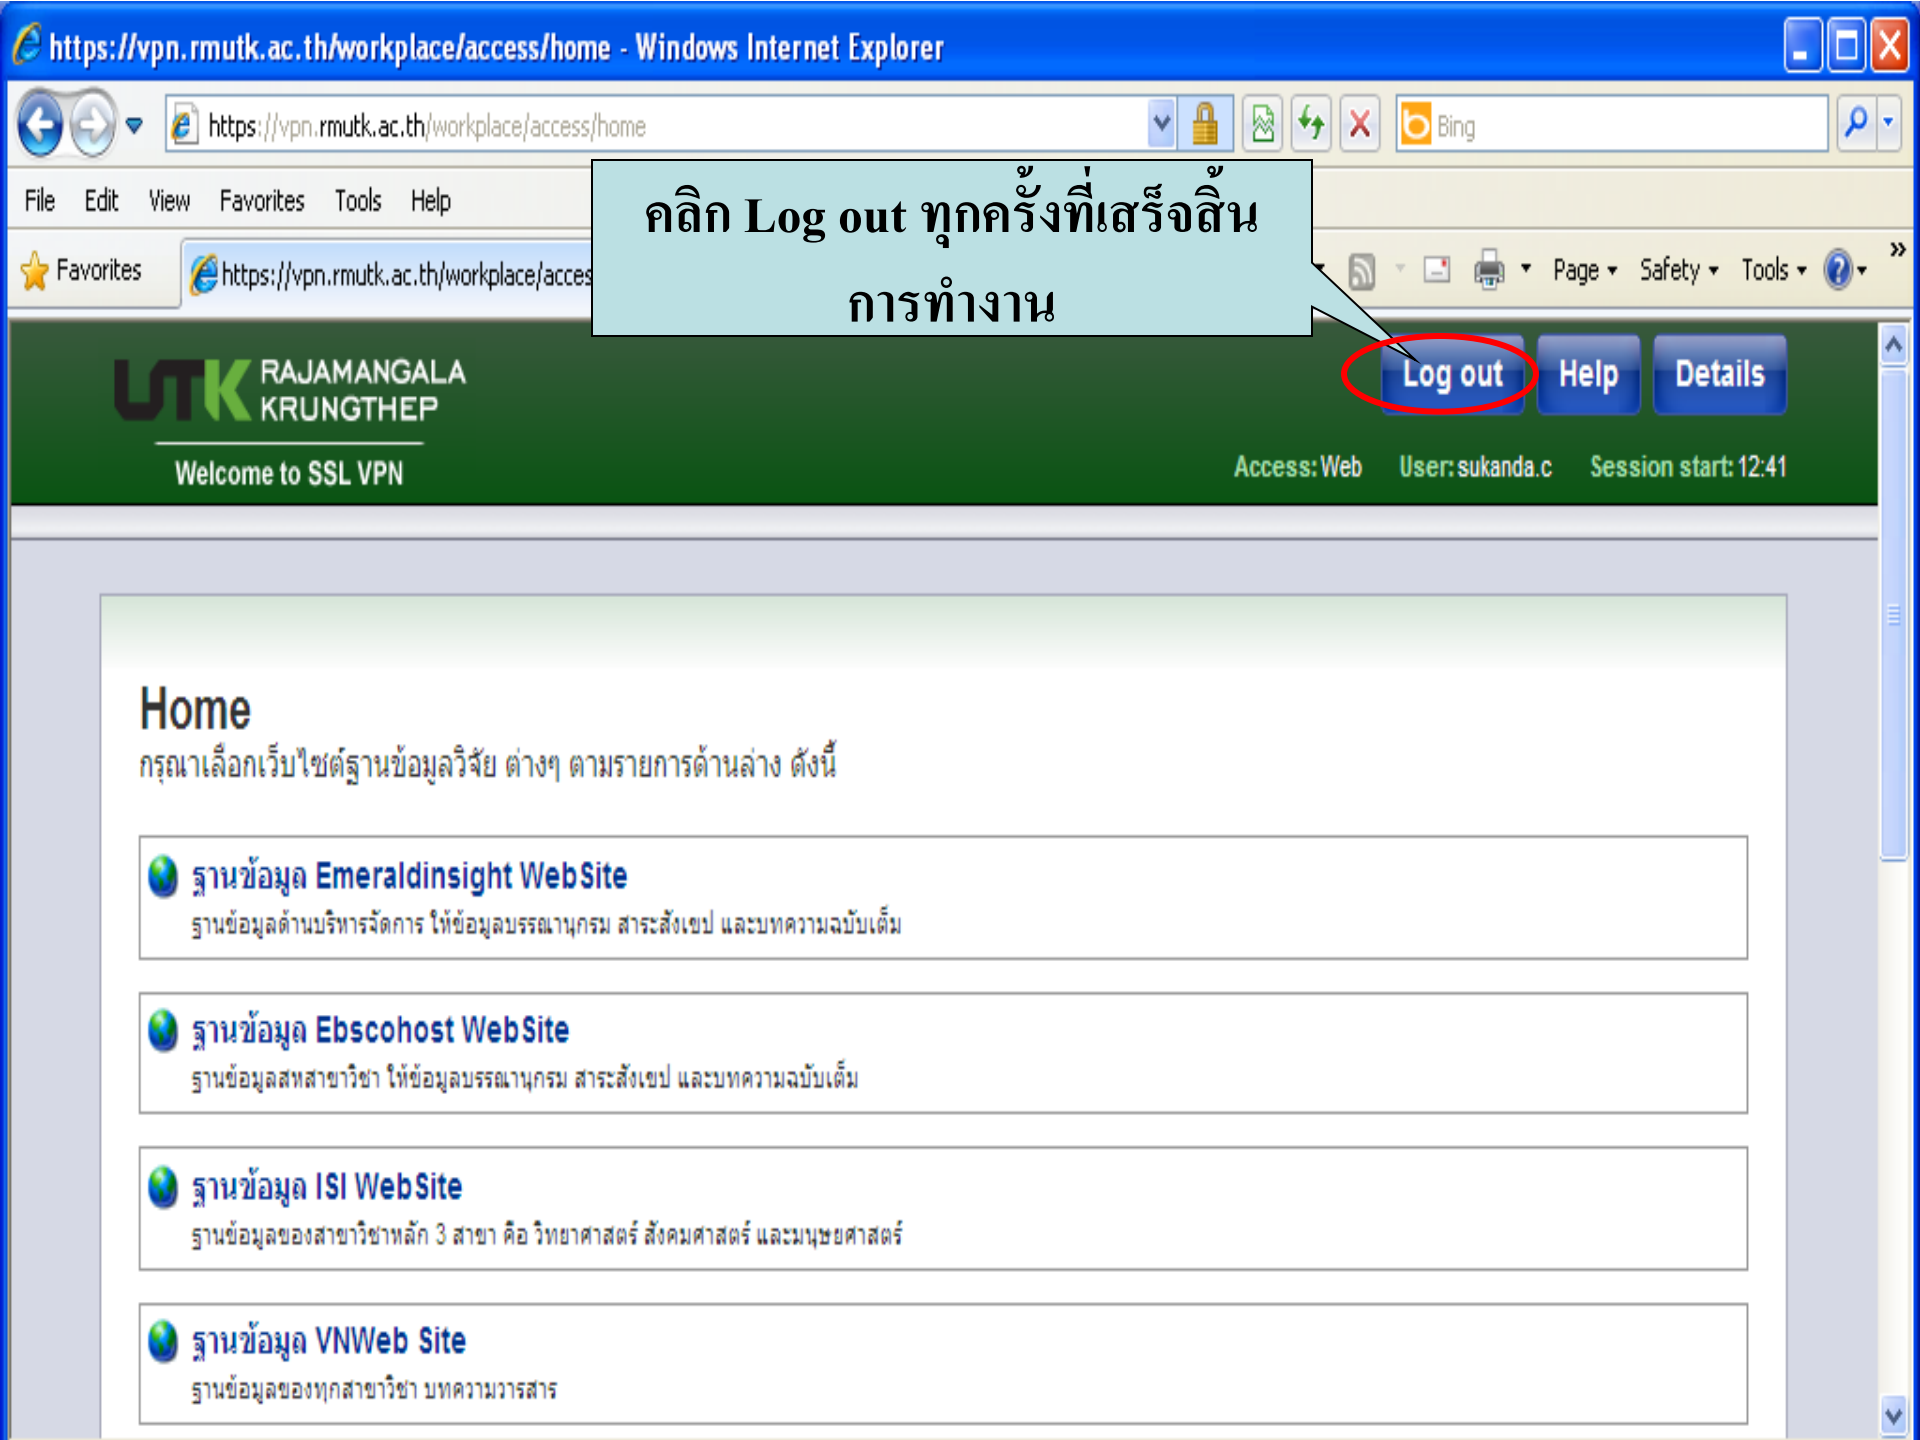 https://vpn.rmutk.ac.th/workplace/access/home - Windows Internet Explorer
https://vpn.rmutk.ac.th/workplace/access/home
Bing
File Edit View Favorites Tools Help
คลิก Log out ทุกครั้งที่เสร็จสิ้น
การทำงาน
Favorites
https://vpn.rmutk.ac.th/workplace/acces
Page Safety Tools
UTK RAJAMANGALA
KRUNGTHEP
Log out Help Details
Welcome to SSL VPN
Access: Web User: sukanda.c Session start: 12:41
Home
กรุณาเลือกเว็บไซต์ฐานข้อมูลวิจัย ต่างๆ ตามรายการด้านล่าง ดังนี้
ฐานข้อมูล Emeraldinsight WebSite
ฐานข้อมูลด้านบริหารจัดการ ให้ข้อมูลบรรณานุกรม สาระสังเขป และบทความฉบับเต็ม
ฐานข้อมูล Ebscohost WebSite
ฐานข้อมูลสหสาขาวิชา ให้ข้อมูลบรรณานุกรม สาระสังเขป และบทความฉบับเต็ม
ฐานข้อมูล ISI WebSite
ฐานข้อมูลของสาขาวิชาหลัก 3 สาขา คือ วิทยาศาสตร์ สังคมศาสตร์ และมนุษยศาสตร์
ฐานข้อมูล VNWeb Site
ฐานข้อมูลของทุกสาขาวิชา บทความวารสาร